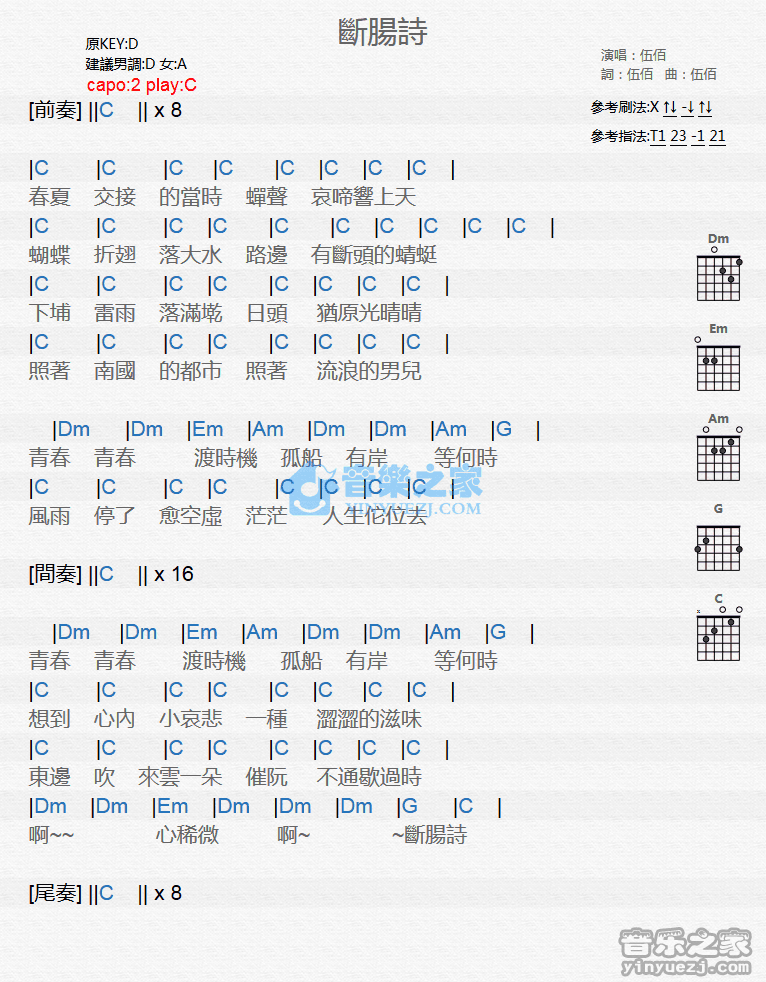 斷腸詩
原KEY:D
建議男調:D 女:A
capo:2 play:C
演唱：伍佰
詞：伍佰 曲：伍佰
參考刷法:X ↑↓ -↓ ↑↓
參考指法:T1 23 -1 21
[前奏] ||C || x 8
|C |C |C |C |C |C |C |C |
春夏 交接 的當時 蟬聲 哀啼響上天
|C |C |C |C |C |C |C |C |C |C |
蝴蝶 折翅 落大水 路邊 有斷頭的蜻蜓
|C |C |C |C |C |C |C |C |
下埔 雷雨 落滿墘 日頭 猶原光晴晴
|C |C |C |C |C |C |C |C |
照著 南國 的都市 照著 流浪的男兒
|Dm |Dm |Em |Am |Dm |Dm |Am |G |
青春 青春 渡時機 孤船 有岸 等何時
|C |C |C |C |C |C |C |C
風雨 停了 愈空虛 茫茫 人生佗位去
音樂之家
YINYUEZJ.COM
[間奏] ||C || x 16
|Dm |Dm |Em |Am |Dm |Dm |Am |G |
青春 青春 渡時機 孤船 有岸 等何時
|C |C |C |C |C |C |C |C |
想到 心內 小哀悲 一種 澀澀的滋味
|C |C |C |C |C |C |C |C |
東邊 吹 來雲一朵 催阮 不通歇過時
|Dm |Dm |Em |Dm |Dm |Dm |G |C |
啊~~ 心稀微 啊~ ~斷腸詩
[尾奏] ||C || x 8
Dm
Em
Am
G
C
x
音乐之家
yinyuezj.com